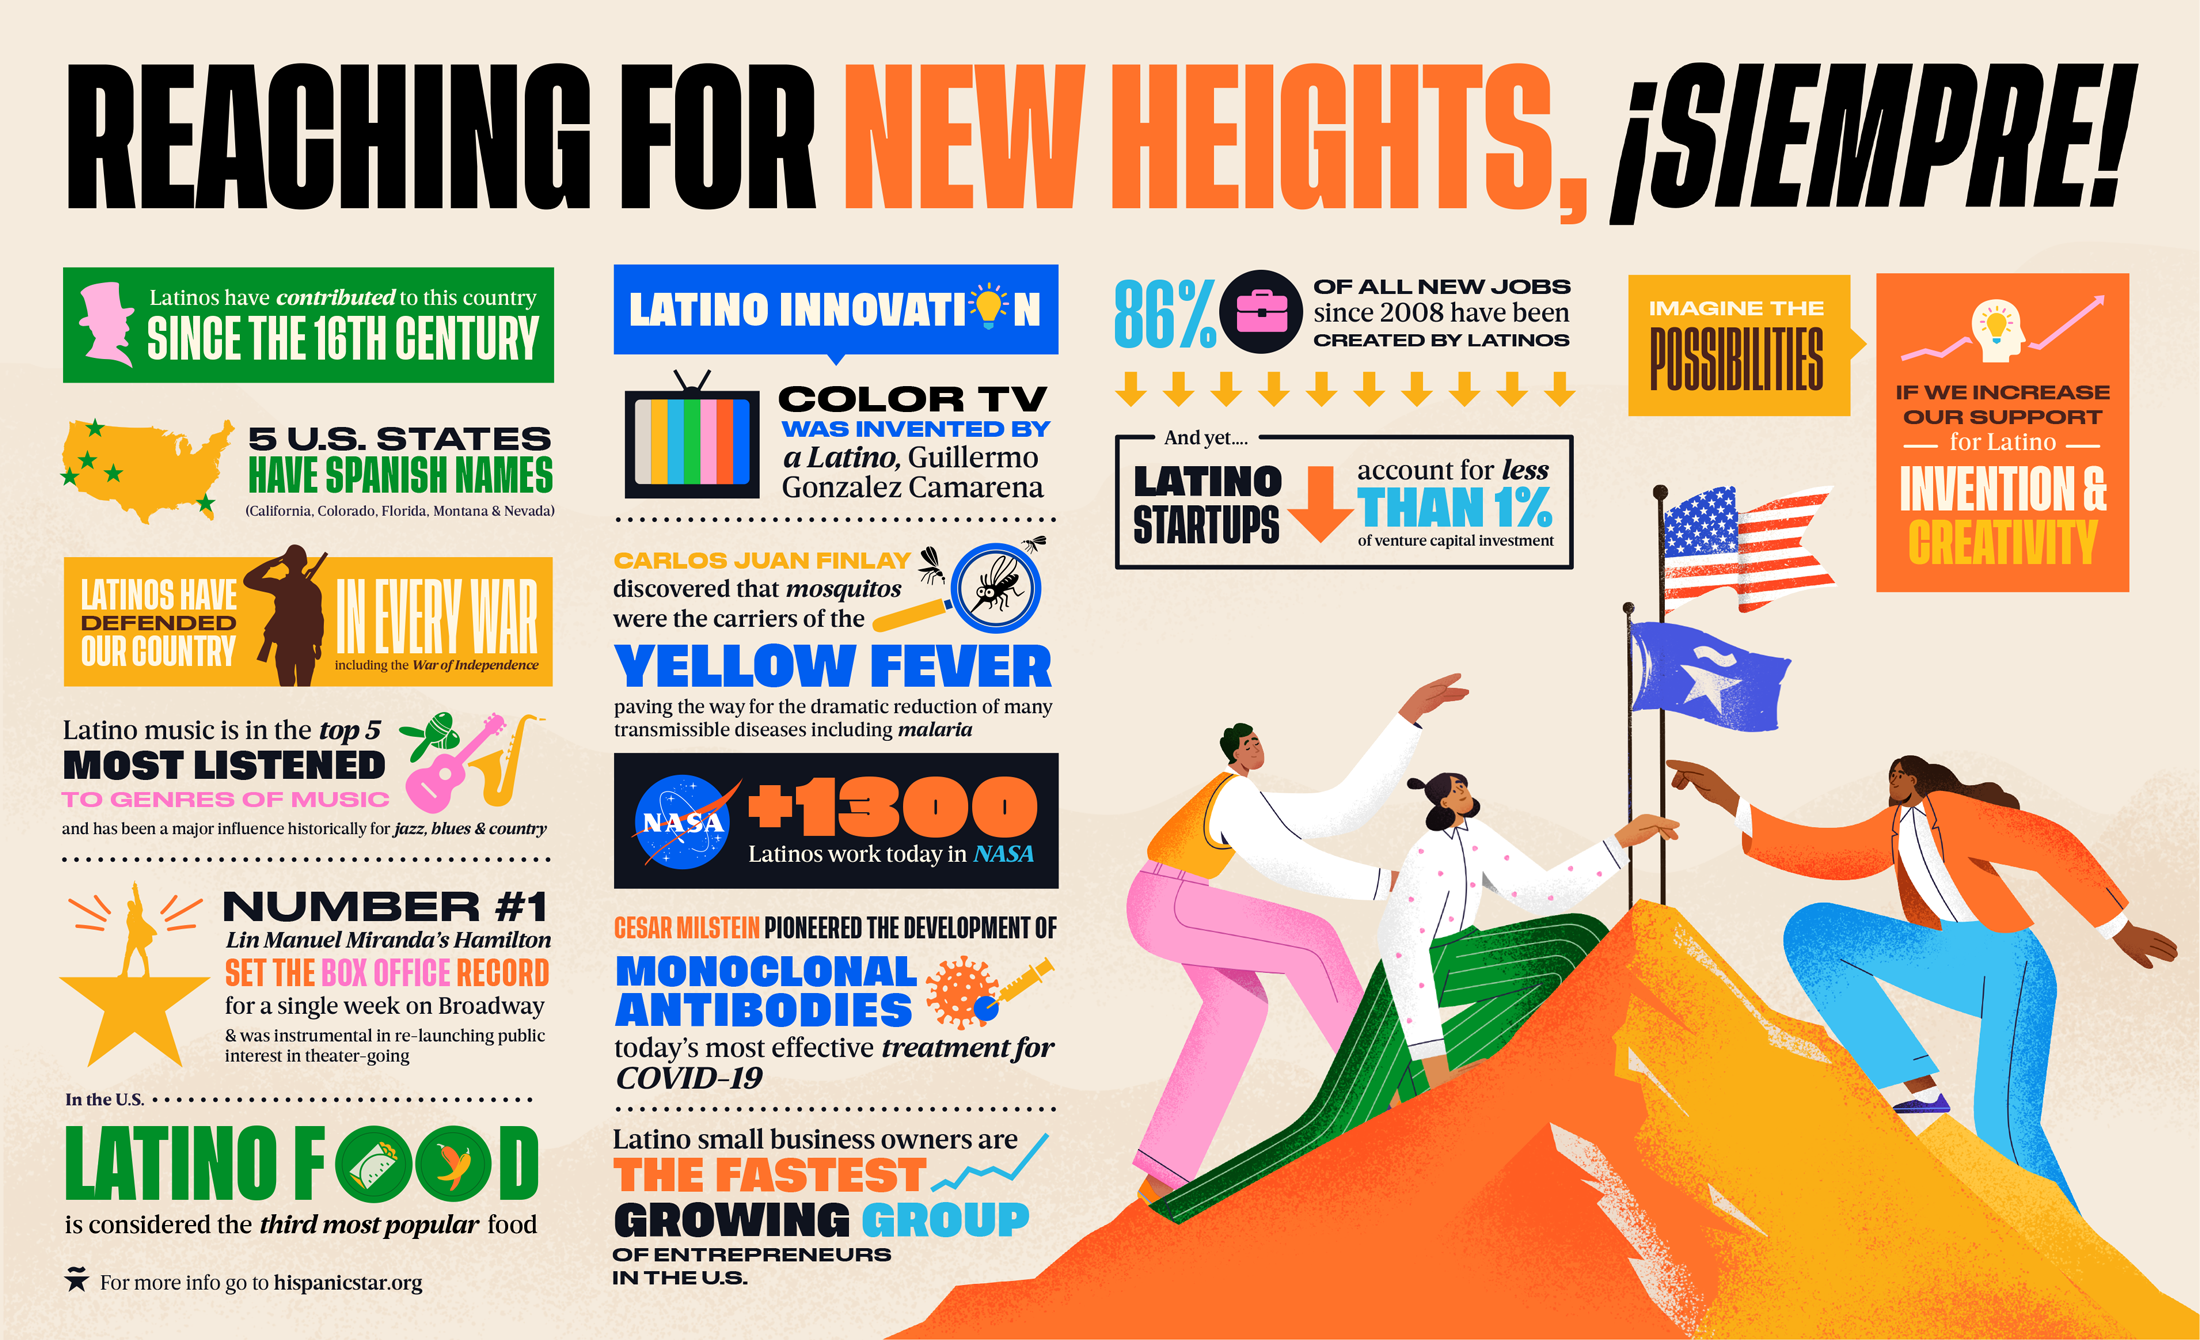 REACHING FOR NEW HEIGHTS, ¡SIEMPRE!
Latinos have contributed to this country
SINCE THE 16TH CENTURY
5 U.S. STATES
HAVE SPANISH NAMES
(California, Colorado, Florida, Montana & Nevada)
LATINOS HAVE
DEFENDED
OUR COUNTRY
IN EVERY WAR
including the War of Independence
Latino music is in the top 5
MOST LISTENED
TO GENRES OF MUSIC
and has been a major influence historically for jazz, blues & country
NUMBER #1
Lin Manuel Miranda's Hamilton
SET THE BOX OFFICE RECORD
for a single week on Broadway
& was instrumental in re-launching public
interest in theater-going
In the U.S.
LATINO FOOD
is considered the third most popular food
For more info go to hispanicstar.org
LATINO INNOVATION
COLOR TV
WAS INVENTED BY
a Latino, Guillermo
Gonzalez Camarena
CARLOS JUAN FINLAY
discovered that mosquitos
were the carriers of the
YELLOW FEVER
paving the way for the dramatic reduction of many
transmissible diseases including malaria
NASA
+1300
Latinos work today in NASA
CESAR MILSTEIN PIONEERED THE DEVELOPMENT OF
MONOCLONAL
ANTIBODIES
today's most effective treatment for
COVID-19
Latino small business owners are
THE FASTEST
GROWING GROUP
OF ENTREPRENEURS
IN THE U.S.
86%
OF ALL NEW JOBS
since 2008 have been
CREATED BY LATINOS
And yet....
LATINO
STARTUPS
account for less
THAN 1%
of venture capital investment
IMAGINE THE
POSSIBILITIES
IF WE INCREASE
OUR SUPPORT
for Latino
INVENTION &
CREATIVITY